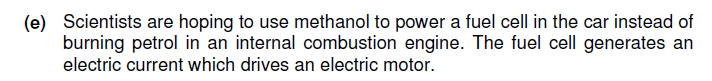 (e) Scientists are hoping to use methanol to power a fuel cell in the car instead of
burning petrol in an internal combustion engine. The fuel cell generates an
electric current which drives an electric motor.